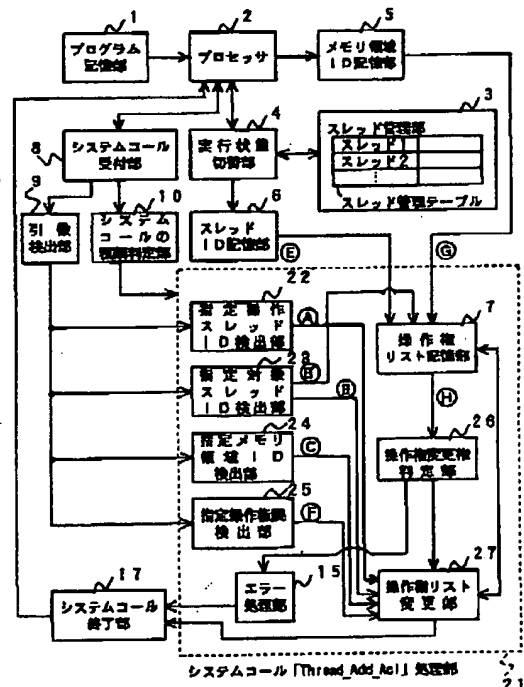 1
プログラム
記憶部
2
プロセッサ
5
メモリ領域
ID記憶部
3
スレッド管理部
スレッド1
スレッド2
スレッド管理テーブル
4
実行状態
切替部
8
システムコール
受付部
9
引数
検出部
10
システム
コールの
種類判定部
6
スレッド
ID記憶部
E
G
22
指定操作
スレッド
ID検出部
A
23
指定対象
スレッド
ID検出部
B'
B
24
指定メモリ
領域ID
検出部
C
25
指定操作権限
検出部
F
7
操作権
リスト記憶部
H
26
操作権変更権
判定部
15
エラー
処理部
27
操作権リスト
変更部
17
システムコール
終了部
システムコール「Thread_Add_Acl」処理部
21